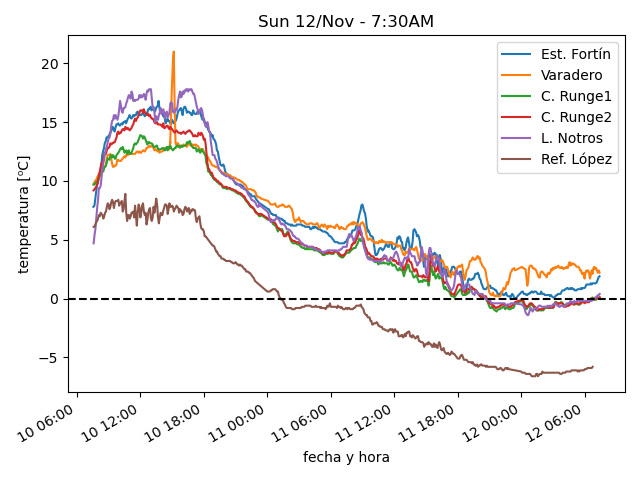 Sun 12/Nov - 7:30AM
temperatura [°C]
20
15
10
5
0
−5
Est. Fortín
Varadero
C. Runge1
C. Runge2
L. Notros
Ref. López
10 06:00
10 12:00
10 18:00
11 00:00
11 06:00
11 12:00
11 18:00
12 00:00
12 06:00
fecha y hora